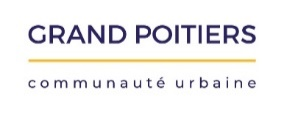 GRAND POITIERS
communauté urbaine